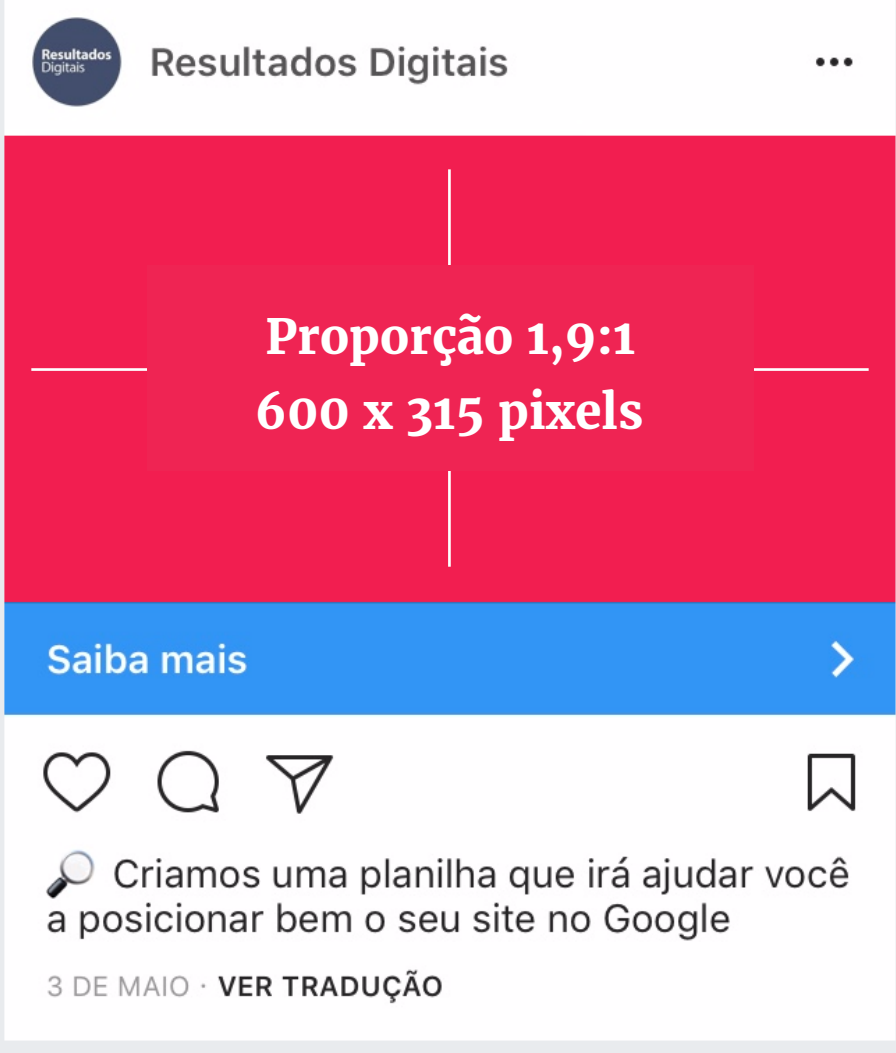 Resultados
Digitais
Resultados Digitais
Proporção 1,9:1
600 x 315 pixels
Saiba mais
🔎 Criamos uma planilha que irá ajudar você
a posicionar bem o seu site no Google
3 DE MAIO · VER TRADUÇÃO